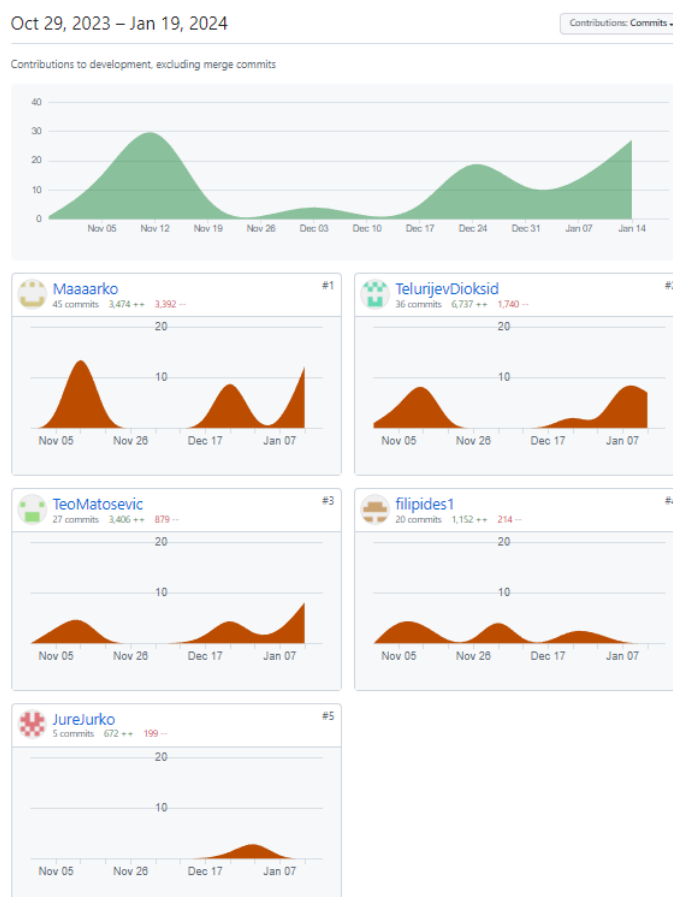 Oct 29, 2023 – Jan 19, 2024
Contributions: Commits
Contributions to development, excluding merge commits
40
30
20
10
0
Nov 05 Nov 12 Nov 19 Nov 26 Dec 03 Dec 10 Dec 17 Dec 24 Dec 31 Jan 07 Jan 14
Maaaarko #1
45 commits 3,474 ++ 3,392 --
20
10
Nov 05 Nov 26 Dec 17 Jan 07
TelurijevDioksid
36 commits 6,737 ++ 1,740 --
20
10
Nov 05 Nov 26 Dec 17 Jan 07
TeoMatosevic #3
27 commits 3,406 ++ 879 --
20
10
Nov 05 Nov 26 Dec 17 Jan 07
filipides1
20 commits 1,152 ++ 214 --
20
10
Nov 05 Nov 26 Dec 17 Jan 07
JureJurko #5
5 commits 672 ++ 199 --
20
10
Nov 05 Nov 26 Dec 17 Jan 07